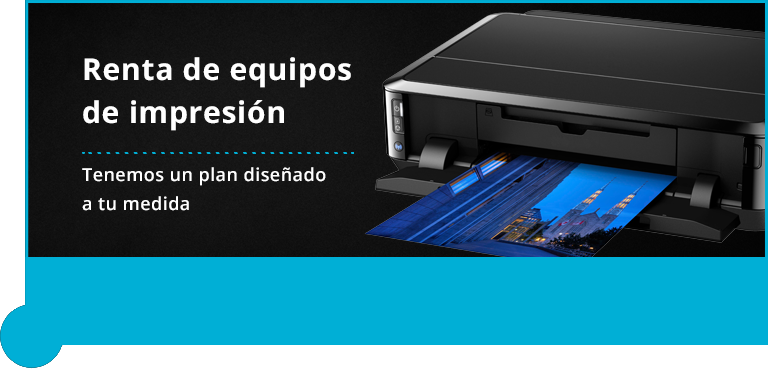 Renta de equipos
de impresión
Tenemos un plan diseñado
a tu medida